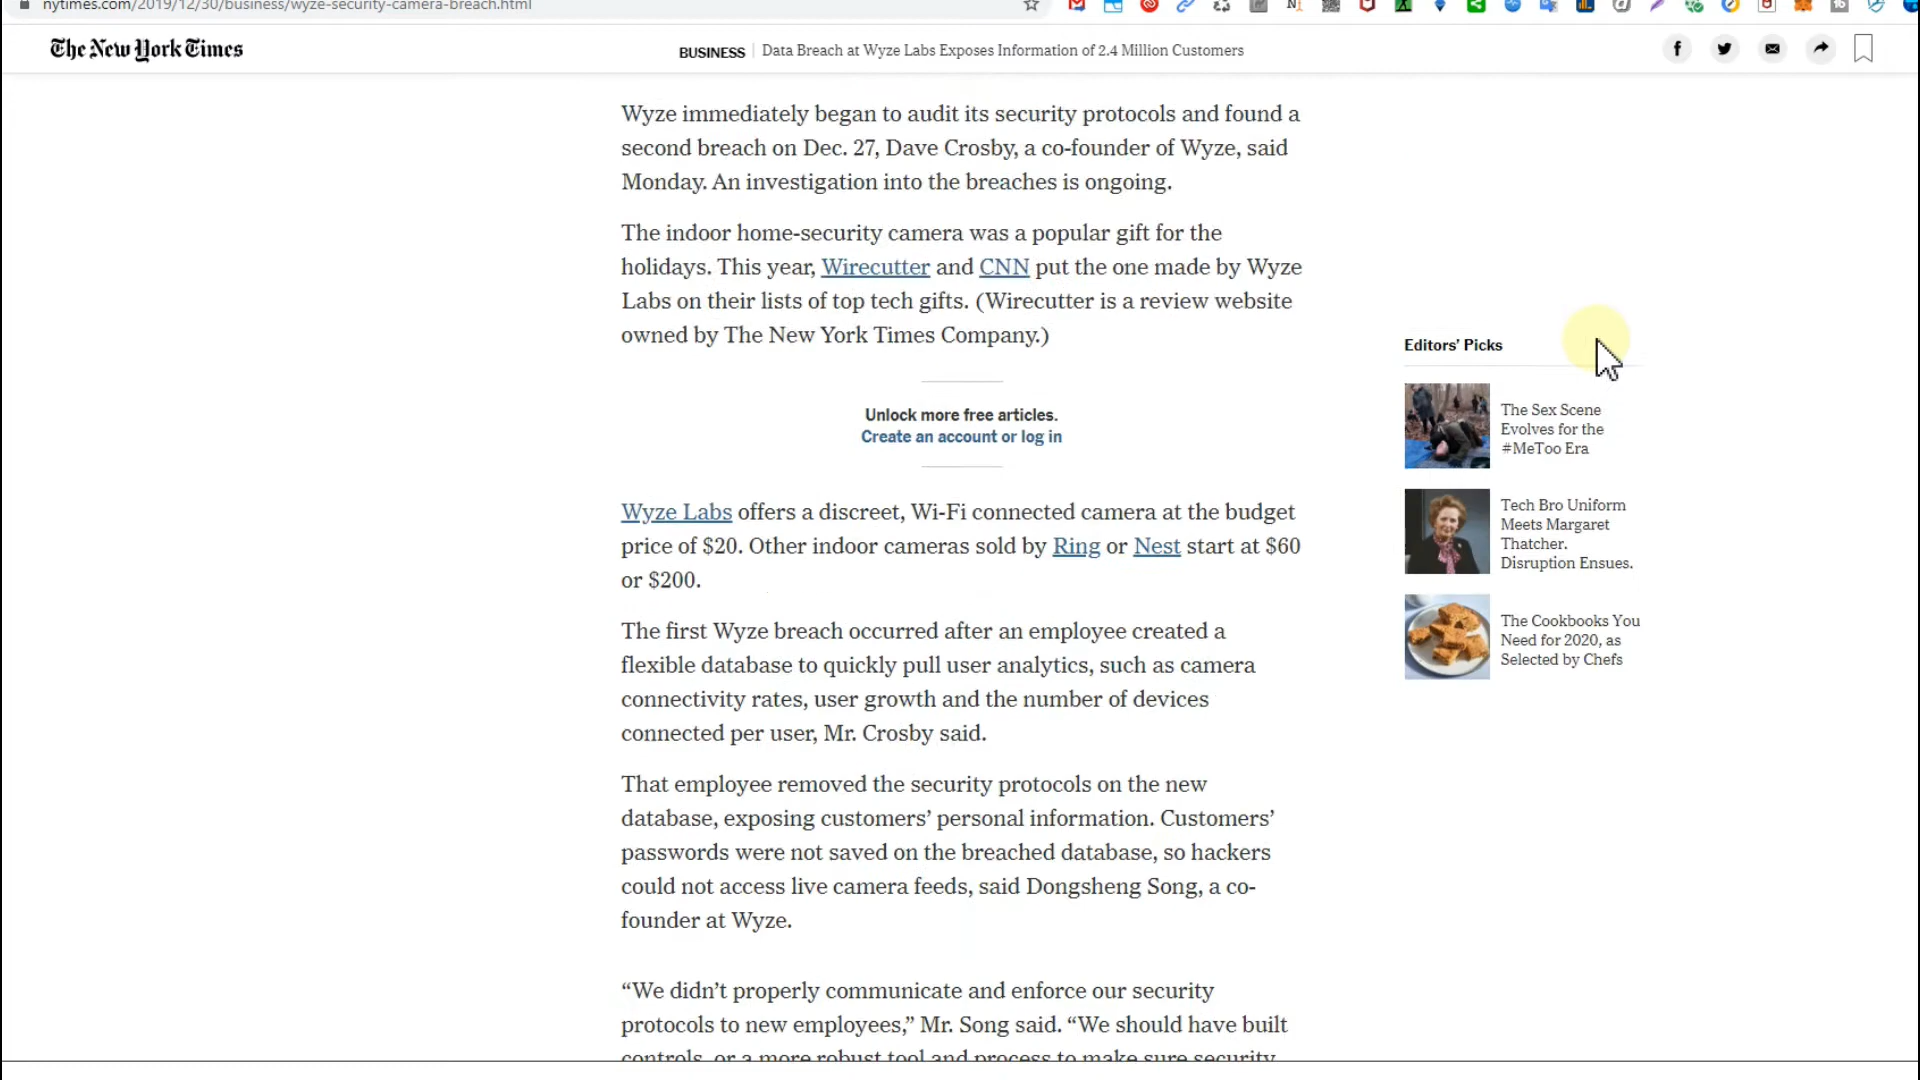 nytimes.com/2019/12/30/business/wyze-security-camera-breach.html
The New York Times
BUSINESS | Data Breach at Wyze Labs Exposes Information of 2.4 Million Customers
Wyze immediately began to audit its security protocols and found a
second breach on Dec. 27, Dave Crosby, a co-founder of Wyze, said
Monday. An investigation into the breaches is ongoing.
The indoor home-security camera was a popular gift for the
holidays. This year, Wirecutter and CNN put the one made by Wyze
Labs on their lists of top tech gifts. (Wirecutter is a review website
owned by The New York Times Company.)
Unlock more free articles.
Create an account or log in
Wyze Labs offers a discreet, Wi-Fi connected camera at the budget
price of $20. Other indoor cameras sold by Ring or Nest start at $60
or $200.
The first Wyze breach occurred after an employee created a
flexible database to quickly pull user analytics, such as camera
connectivity rates, user growth and the number of devices
connected per user, Mr. Crosby said.
That employee removed the security protocols on the new
database, exposing customers’ personal information. Customers’
passwords were not saved on the breached database, so hackers
could not access live camera feeds, said Dongsheng Song, a co-
founder at Wyze.
“We didn’t properly communicate and enforce our security
protocols to new employees,” Mr. Song said. “We should have built
controls, or a more robust tool and process to make sure security
Editors’ Picks
The Sex Scene
Evolves for the
#MeToo Era
Tech Bro Uniform
Meets Margaret
Thatcher.
Disruption Ensues.
The Cookbooks You
Need for 2020, as
Selected by Chefs